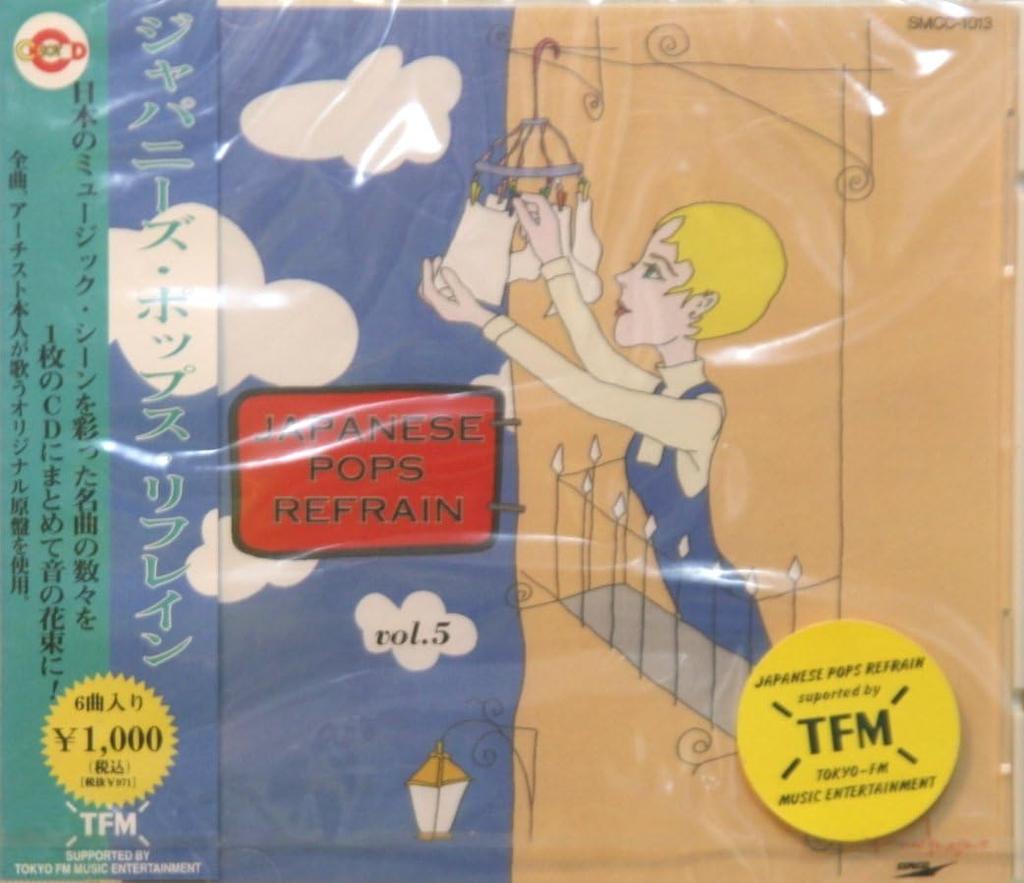 ジャパニーズ・ポップス・リフレイン
日本のミュージック・シーンを彩った名曲の数々を
1枚のCDにまとめて音の花束に!
全曲、アーチスト本人が歌うオリジナル原盤を使用。
6曲入り
¥1,000
(税込)
[税抜¥971]
TFM
SUPPORTED BY
TOKYO FM MUSIC ENTERTAINMENT
SMCC-1013
JAPANESE
POPS
REFRAIN
vol.5
JAPANESE POPS REFRAIN
suported by
TFM
TOKYO-FM
MUSIC ENTERTAINMENT